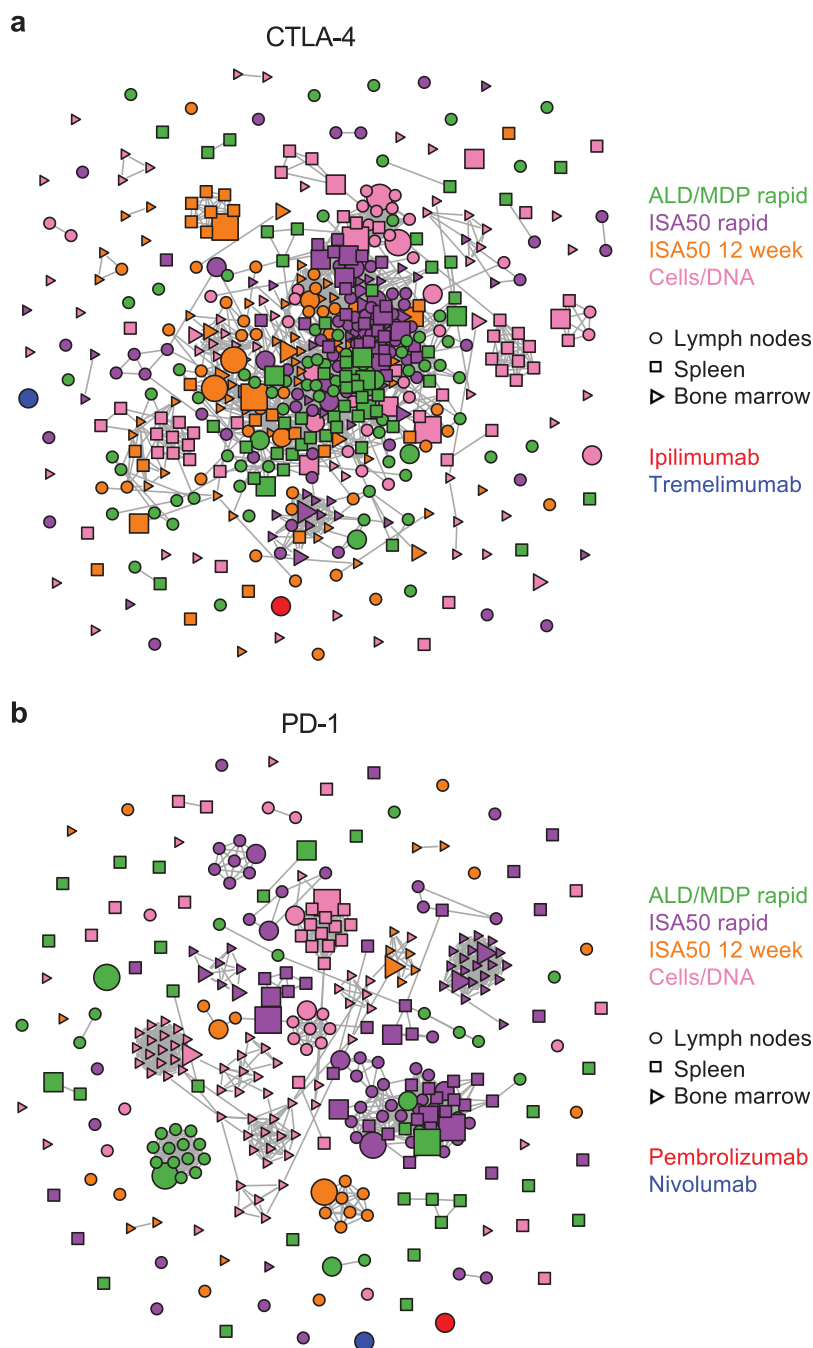 a
CTLA-4
ALD/MDP rapid
ISA50 rapid
ISA50 12 week
Cells/DNA
Lymph nodes
Spleen
Bone marrow
Ipilimumab
Tremelimumab
b
PD-1
ALD/MDP rapid
ISA50 rapid
ISA50 12 week
Cells/DNA
Lymph nodes
Spleen
Bone marrow
Pembrolizumab
Nivolumab